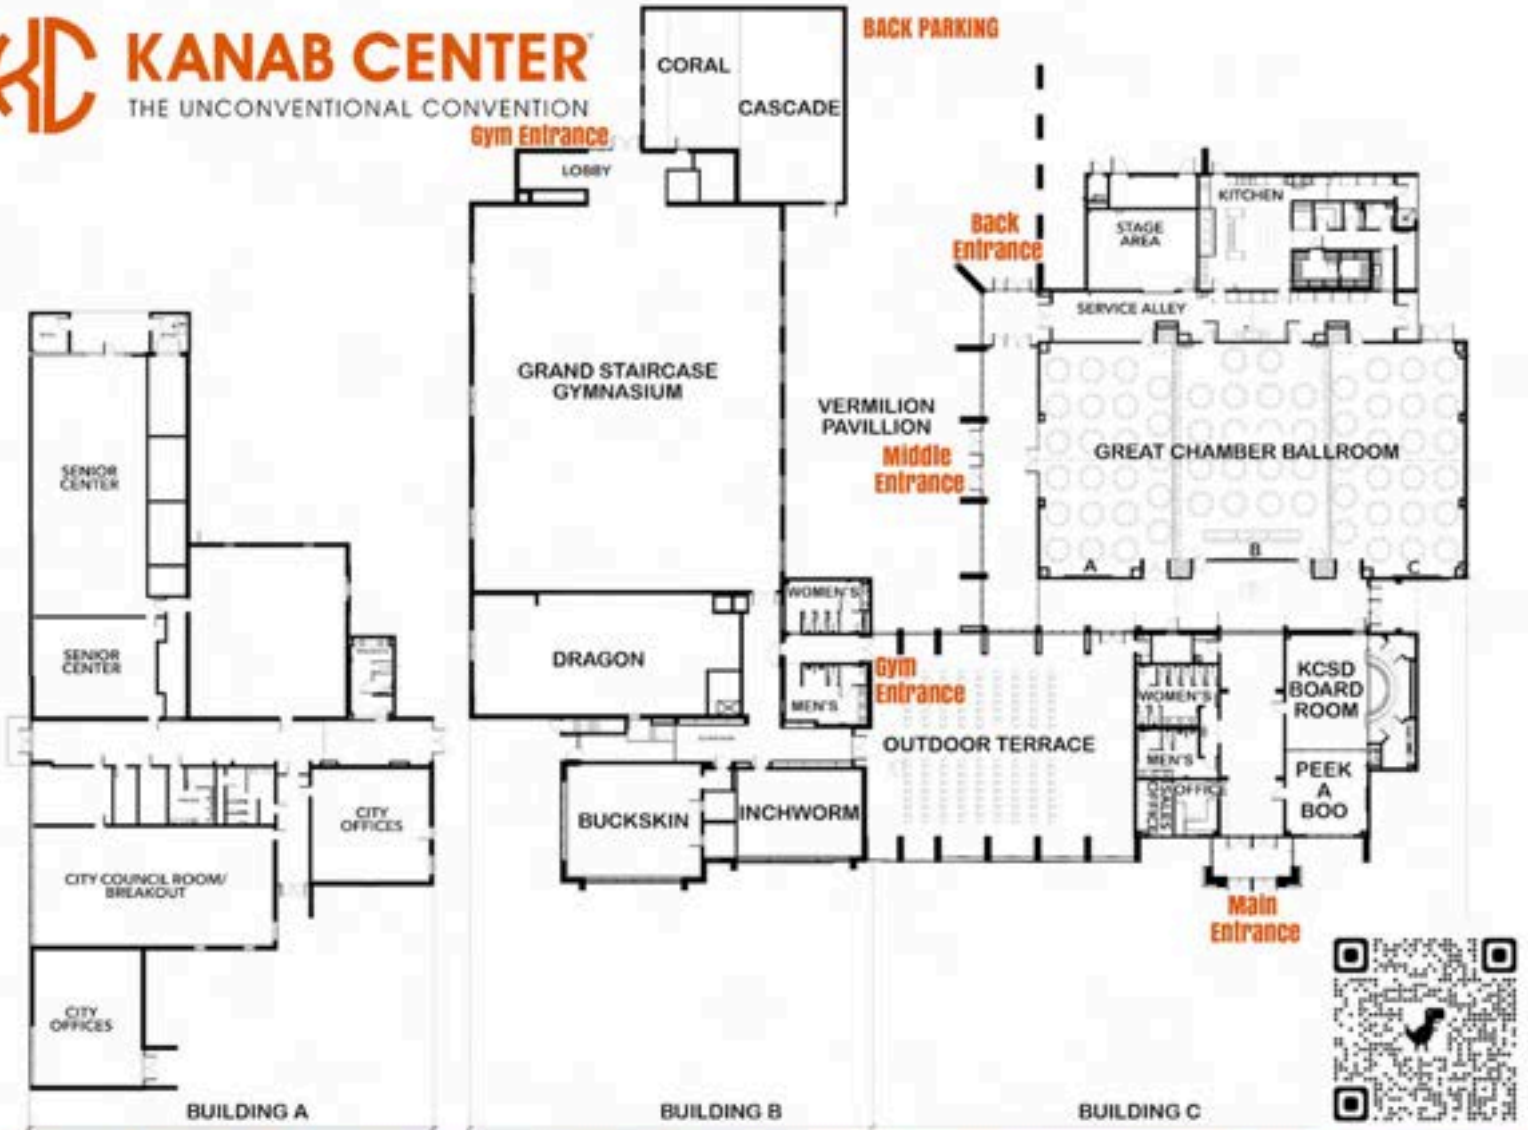 KANAB CENTER
THE UNCONVENTIONAL CONVENTION
BACK PARKING
CORAL
CASCADE
Gym Entrance
LOBBY
KITCHEN
STAGE
AREA
Back
Entrance
SERVICE ALLEY
GRAND STAIRCASE
GYMNASIUM
VERMILION
PAVILLION
Middle
Entrance
GREAT CHAMBER BALLROOM
A
B
C
SENIOR
CENTER
SENIOR
CENTER
WOMEN'S
DRAGON
MEN'S
Gym
Entrance
OUTDOOR TERRACE
WOMEN'S
MEN'S
KCSD
BOARD
ROOM
PEEK
A
BOO
SALES
OFFICE
OFFICE
BUCKSKIN
INCHWORM
CITY
OFFICES
CITY COUNCIL ROOM/
BREAKOUT
Main
Entrance
CITY
OFFICES
BUILDING A
BUILDING B
BUILDING C